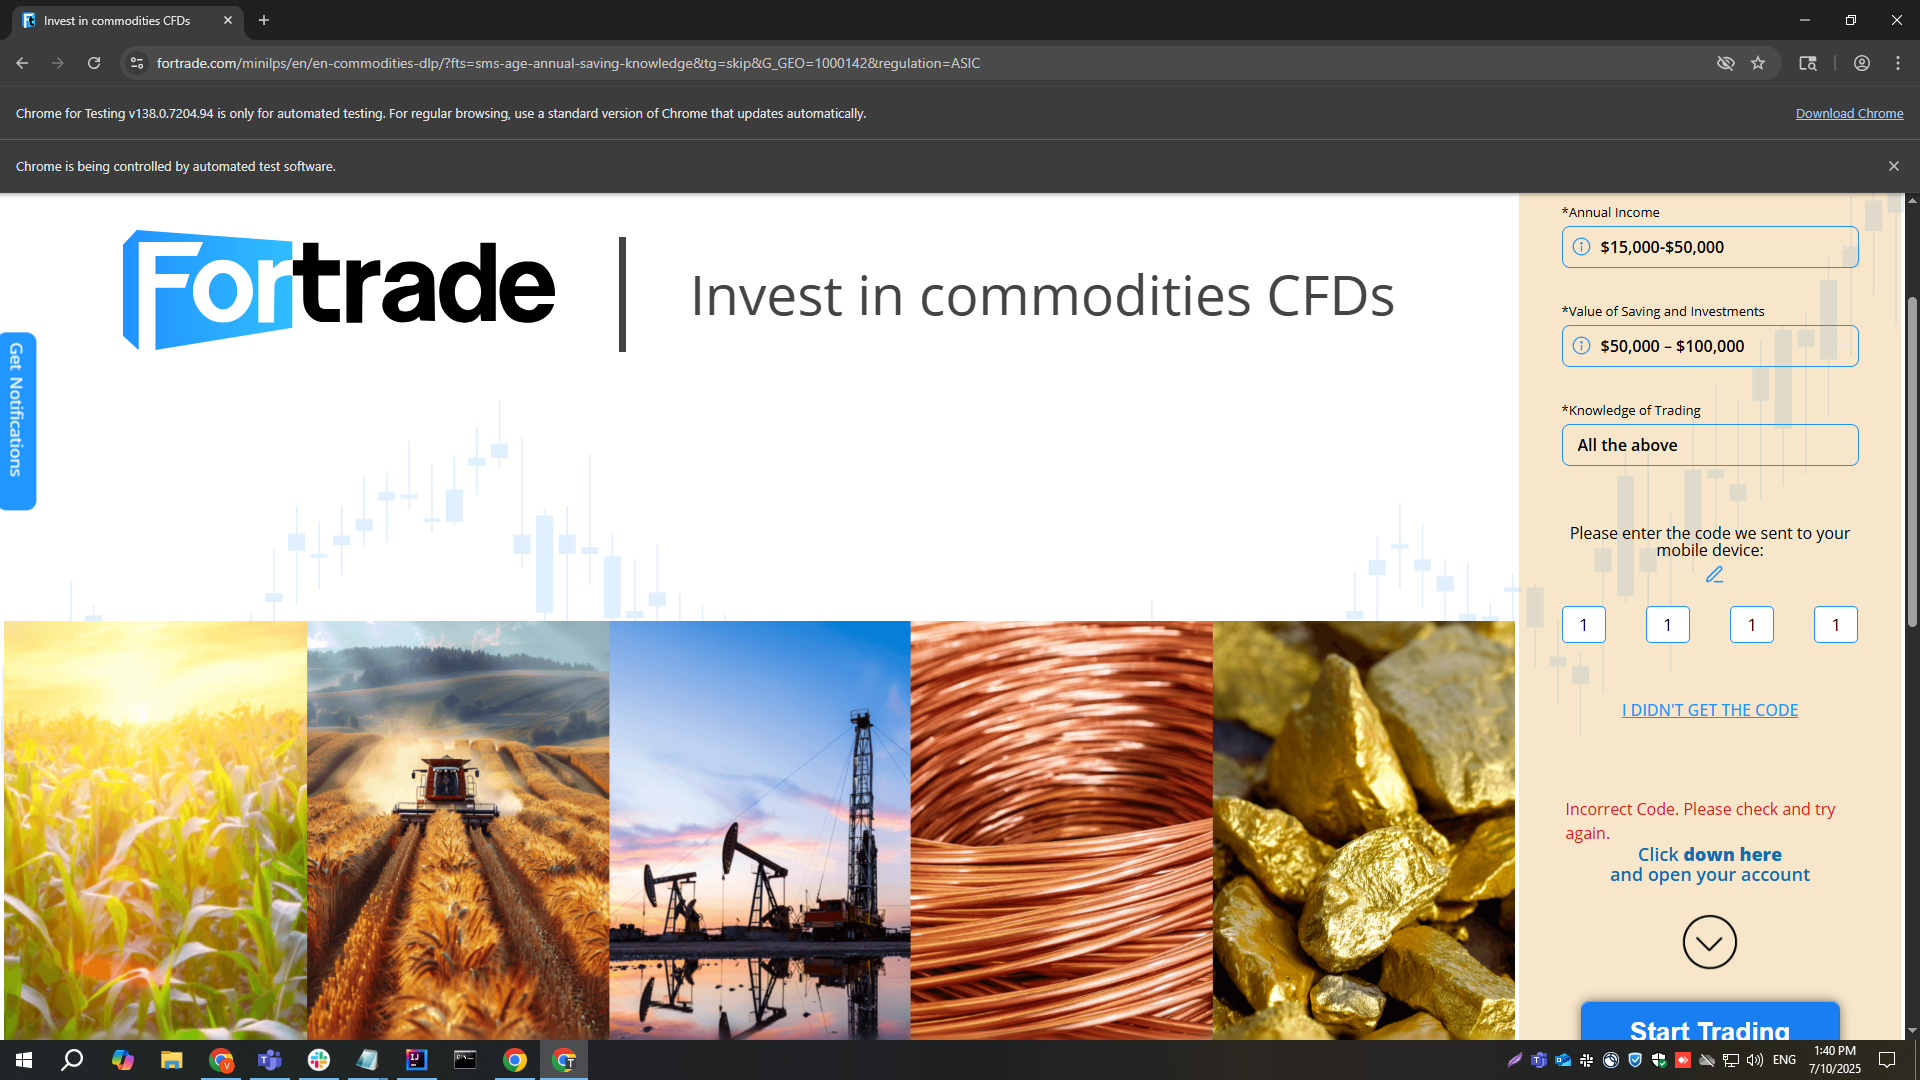 Invest in commodities CFDs
fortrade.com/minilps/en/en-commodities-dlp/?fts=sms-age-annual-saving-knowledge&tg=skip&G_GEO=1000142&regulation=ASIC
Chrome for Testing v138.0.7204.94 is only for automated testing. For regular browsing, use a standard version of Chrome that updates automatically.
Download Chrome
Chrome is being controlled by automated test software.
Fortrade
Invest in commodities CFDs
Get Notifications
*Annual Income
$15,000-$50,000
*Value of Saving and Investments
$50,000 – $100,000
*Knowledge of Trading
All the above
Please enter the code we sent to your
mobile device:
1 1 1 1
I DIDN'T GET THE CODE
Incorrect Code. Please check and try
again.
Click down here
and open your account
Start Trading
ENG
1:40 PM
7/10/2025